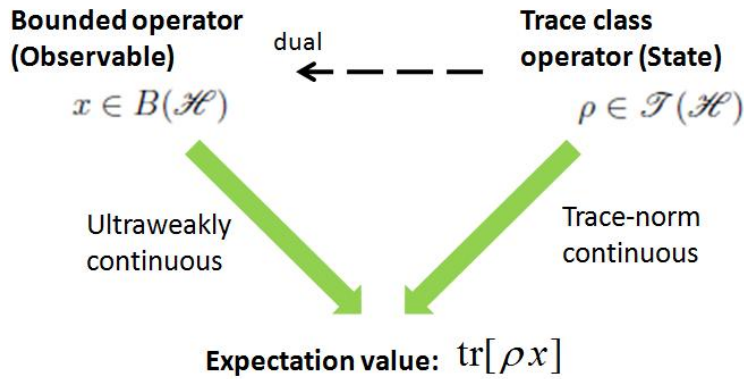 Bounded operator
(Observable)
x ∈ B(ℋ)
dual
Trace class
operator (State)
ρ ∈ 𝒯(ℋ)
Ultraweakly
continuous
Trace-norm
continuous
Expectation value: tr[ρx]